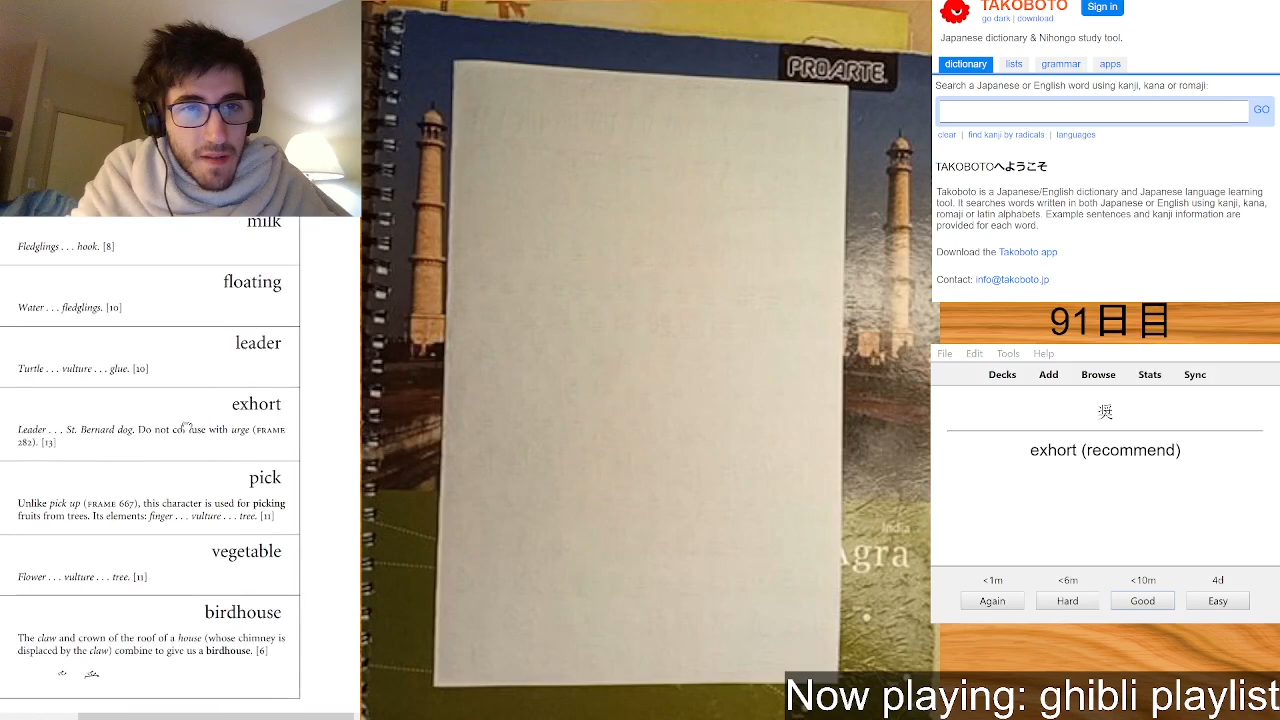 milk
Fledglings . . . hook. [8]
floating
Water . . . fledglings. [10]
leader
Turtle . . . vulture . . . glue. [20]
exhort
Leader . . . St. Bernard dog. Do not confuse with urge (FRAME
282). [13]
pick
Unlike pick up (FRAME 667), this character is used for picking
fruits from trees. Its elements: finger . . . vulture . . . tree. [11]
vegetable
vulture . . . tree. [11]
birdhouse
The claw and crown of the roof of a house (whose chimney is
displaced by the claw) combine to give us a birdhouse. [6]
PROARTE
India
Agra
TAKOBOTO
Sign in
go dark | download
Japanese dictionary & Nihongo study tool.
dictionary lists grammar apps
Search a Japanese or English word using kanji, kana or romaji:
GO
clear | find kanji by radicals | languages
TAKOBOTOへようこそ
Takoboto is a Japanese/English dictionary and Japanese language learning
tool. It searches words written in both Japanese or English using kanji, kana,
romaji or latin alphabets. Example sentences and kanji information are
provided for each word.
Download the Takoboto app
Contact: info@takoboto.jp
91日目
File Edit Tools Help
Decks Add Browse Stats Sync
exhort (recommend)
<1m <10m 4d
Again Hard Good Easy
Now playing: ghibli playlist